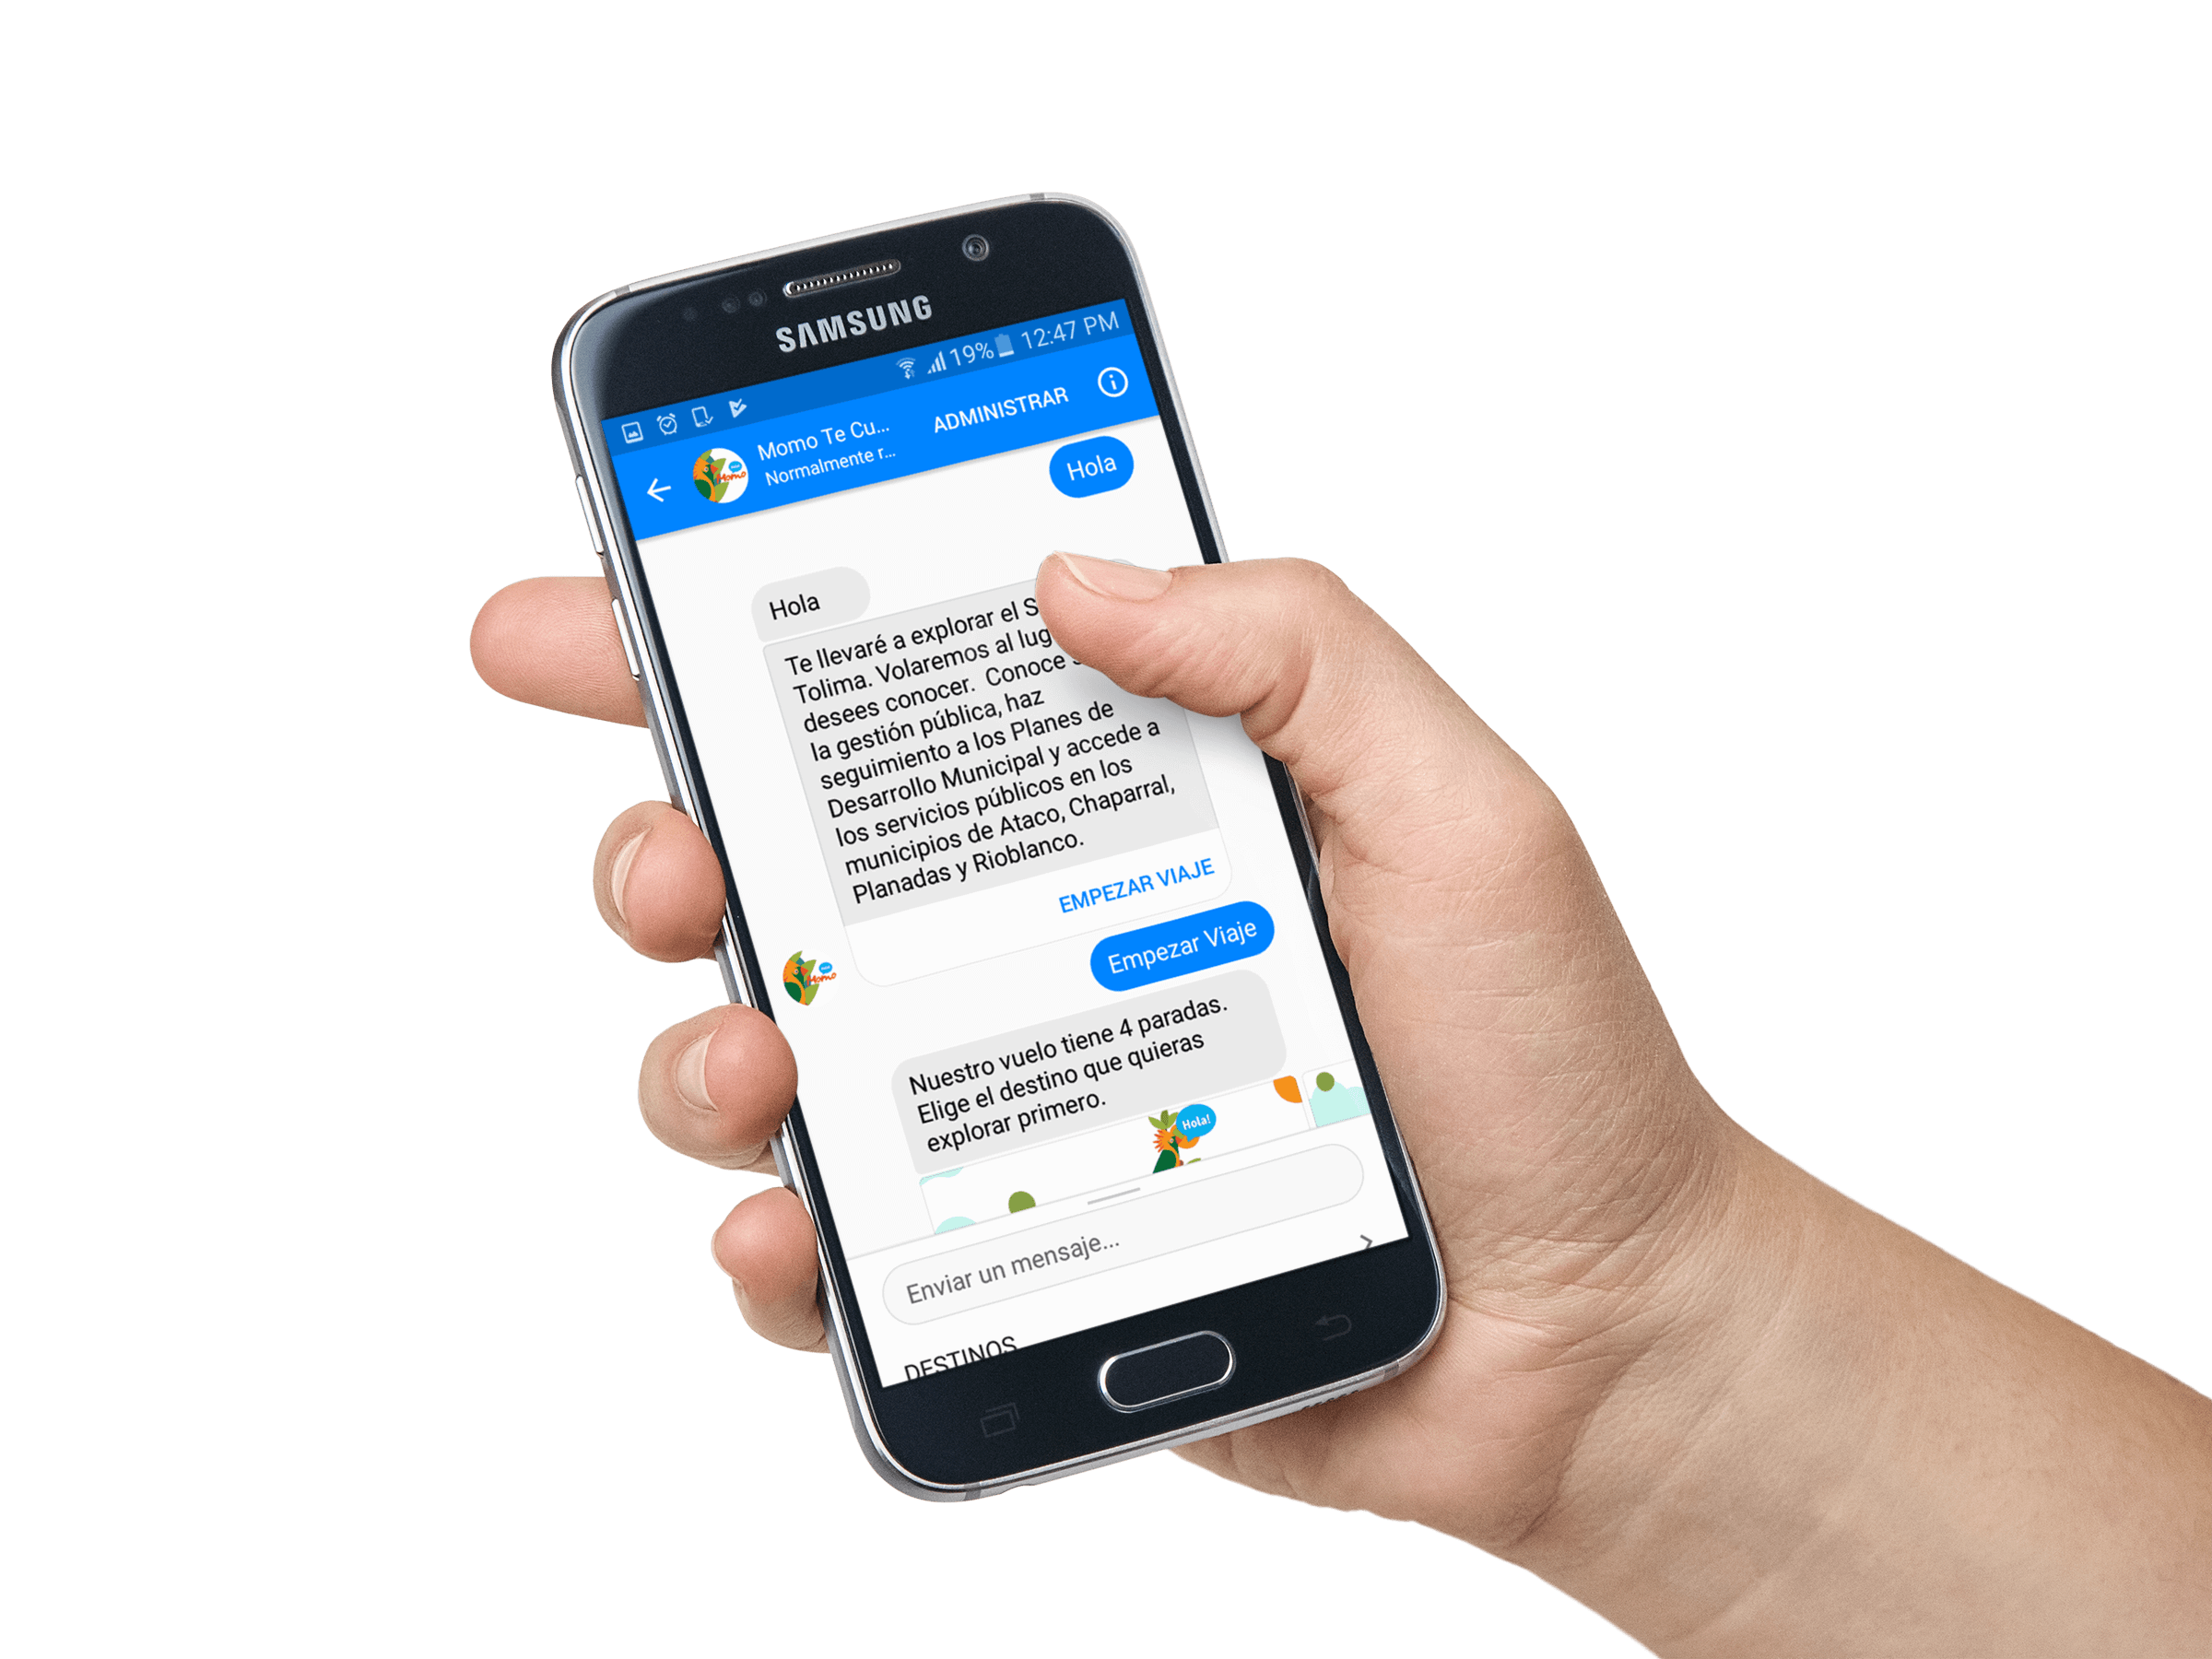 SAMSUNG
19% 12:47 PM
Momo Te Cu...
Normalmente r...
ADMINISTRAR
Hola
Hola
Te llevaré a explorar el S
Tolima. Volaremos al lug
desees conocer. Conoce
la gestión pública, haz
seguimiento a los Planes de
Desarrollo Municipal y accede a
los servicios públicos en los
municipios de Ataco, Chaparral,
Planadas y Rioblanco.
EMPEZAR VIAJE
Momo
Empezar Viaje
Nuestro vuelo tiene 4 paradas.
Elige el destino que quieras
explorar primero.
Hola!
Enviar un mensaje...
DESTINOS